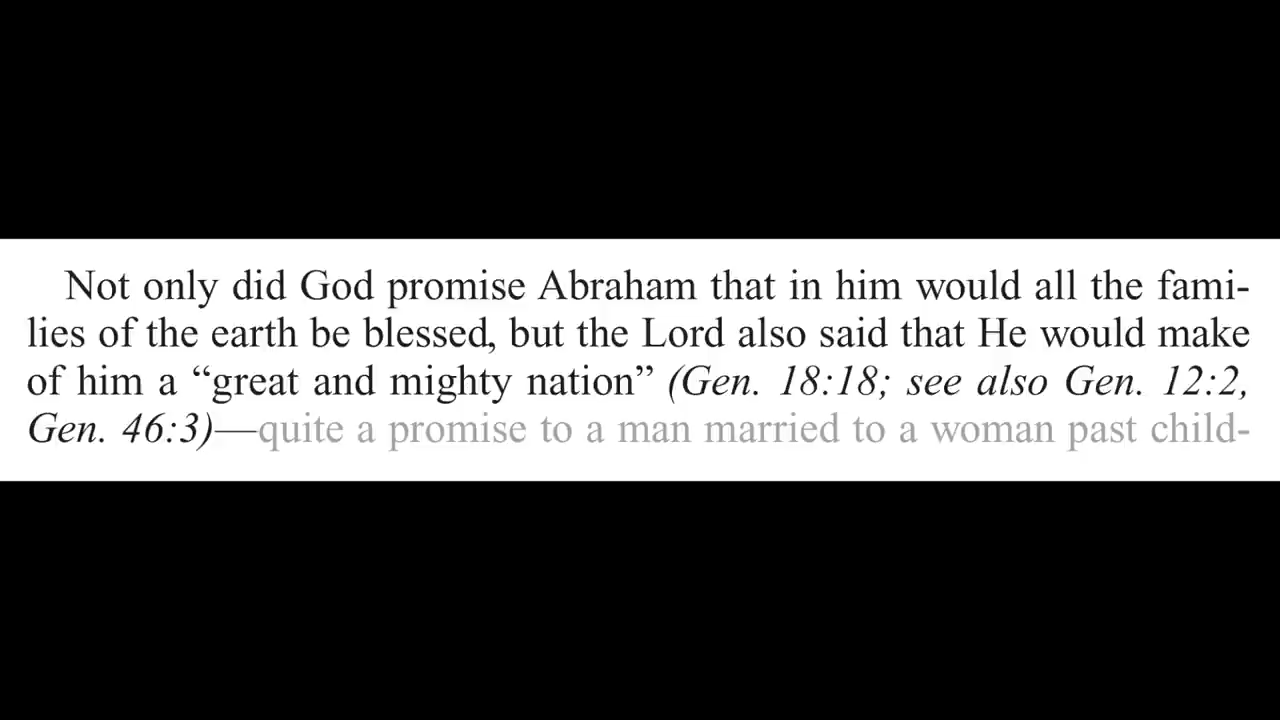 Not only did God promise Abraham that in him would all the fami-
lies of the earth be blessed, but the Lord also said that He would make
of him a “great and mighty nation” (Gen. 18:18; see also Gen. 12:2,
Gen. 46:3)—quite a promise to a man married to a woman past child-